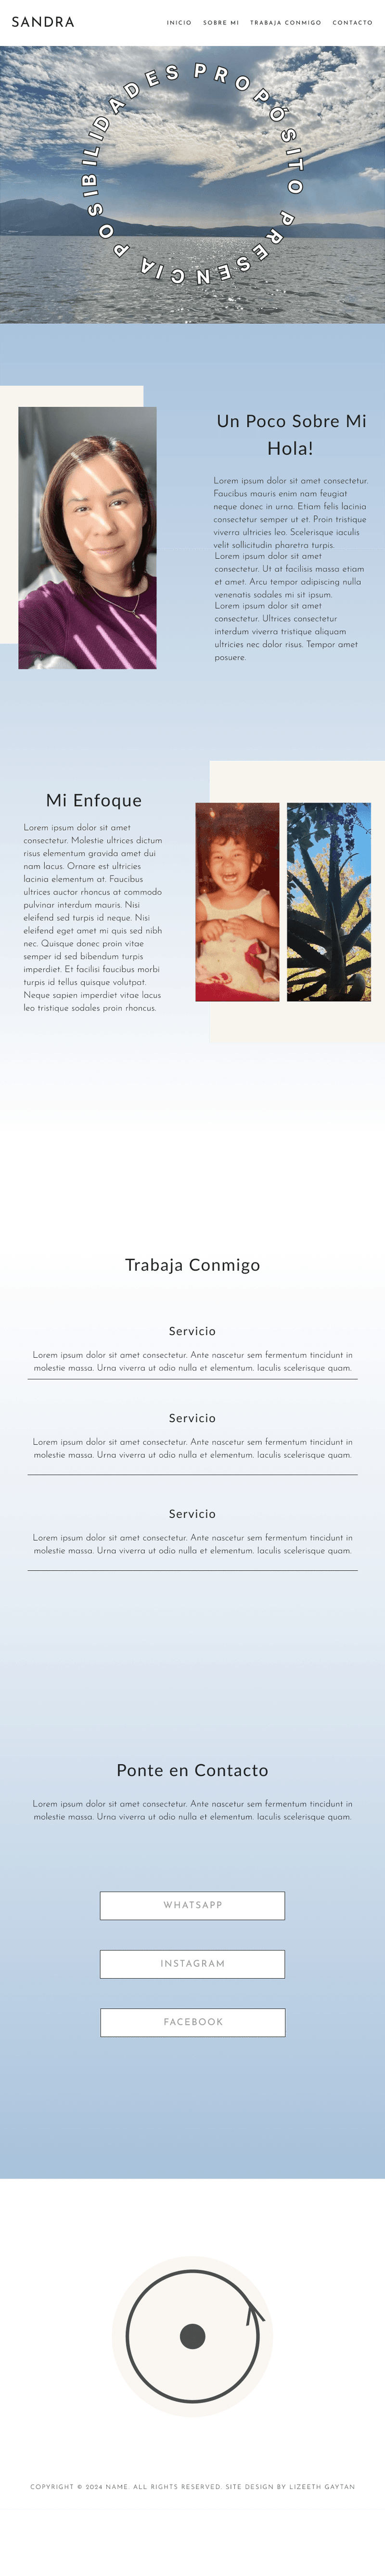 SANDRA
INICIO SOBRE MI TRABAJA CONMIGO CONTACTO
POSIBILIDADES PROPÓSITO PRESENCIA
Un Poco Sobre Mi
Hola!
Lorem ipsum dolor sit amet consectetur.
Faucibus mauris enim nam feugiat
neque donec in urna. Etiam felis lacinia
consectetur semper ut et. Proin tristique
viverra ultricies leo. Scelerisque iaculis
velit sollicitudin pharetra turpis.
Lorem ipsum dolor sit amet
consectetur. Ut at facilisis massa etiam
et amet. Arcu tempor adipiscing nulla
venenatis sodales mi sit ipsum.
Lorem ipsum dolor sit amet
consectetur. Ultrices consectetur
interdum viverra tristique aliquam
ultricies nec dolor risus. Tempor amet
posuere.
Mi Enfoque
Lorem ipsum dolor sit amet
consectetur. Molestie ultrices dictum
risus elementum gravida amet dui
nam lacus. Ornare est ultricies
lacinia elementum at. Faucibus
ultrices auctor rhoncus at commodo
pulvinar interdum mauris. Nisi
eleifend sed turpis id neque. Nisi
eleifend eget amet mi quis sed nibh
nec. Quisque donec proin vitae
semper id sed bibendum turpis
imperdiet. Et facilisi faucibus morbi
turpis id tellus quisque volutpat.
Neque sapien imperdiet vitae lacus
leo tristique sodales proin rhoncus.
Trabaja Conmigo
Servicio
Lorem ipsum dolor sit amet consectetur. Ante nascetur sem fermentum tincidunt in
molestie massa. Urna viverra ut odio nulla et elementum. Iaculis scelerisque quam.
Servicio
Lorem ipsum dolor sit amet consectetur. Ante nascetur sem fermentum tincidunt in
molestie massa. Urna viverra ut odio nulla et elementum. Iaculis scelerisque quam.
Servicio
Lorem ipsum dolor sit amet consectetur. Ante nascetur sem fermentum tincidunt in
molestie massa. Urna viverra ut odio nulla et elementum. Iaculis scelerisque quam.
Ponte en Contacto
Lorem ipsum dolor sit amet consectetur. Ante nascetur sem fermentum tincidunt in
molestie massa. Urna viverra ut odio nulla et elementum. Iaculis scelerisque quam.
WHATSAPP
INSTAGRAM
FACEBOOK
COPYRIGHT © 2024 NAME. ALL RIGHTS RESERVED. SITE DESIGN BY LIZEETH GAYTAN